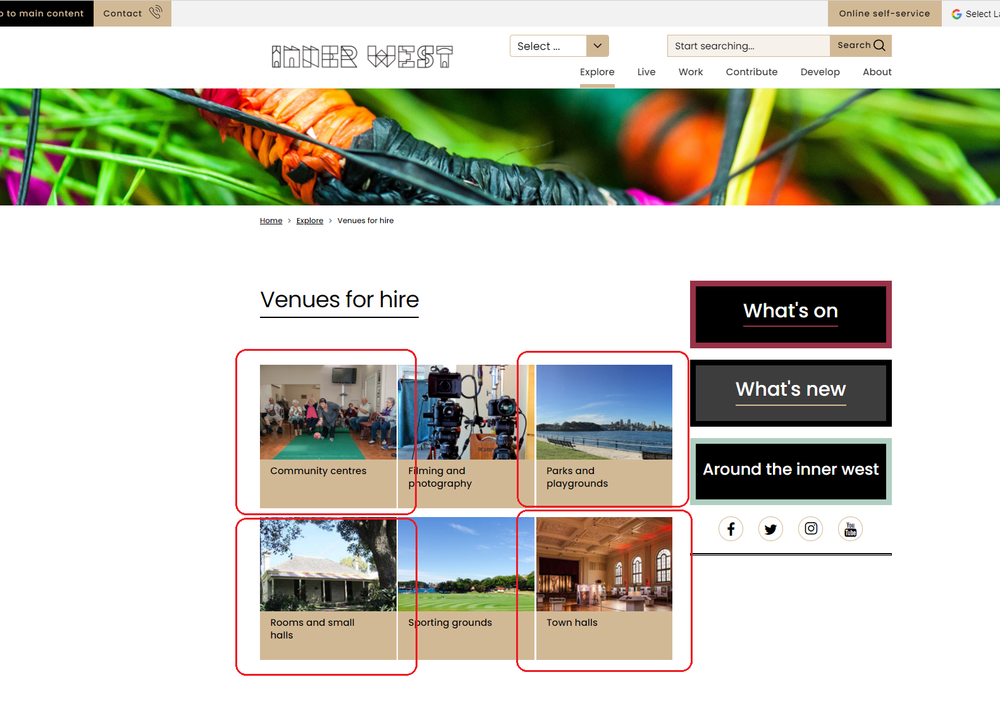 p to main content
Contact
Online self-service
Select La
INNER WEST
Select ...
Start searching...
Search
Explore
Live
Work
Contribute
Develop
About
Home > Explore > Venues for hire
Venues for hire
What's on
What's new
Around the inner west
Community centres
Filming and
photography
Parks and
playgrounds
Rooms and small
halls
Sporting grounds
Town halls
You
Tube